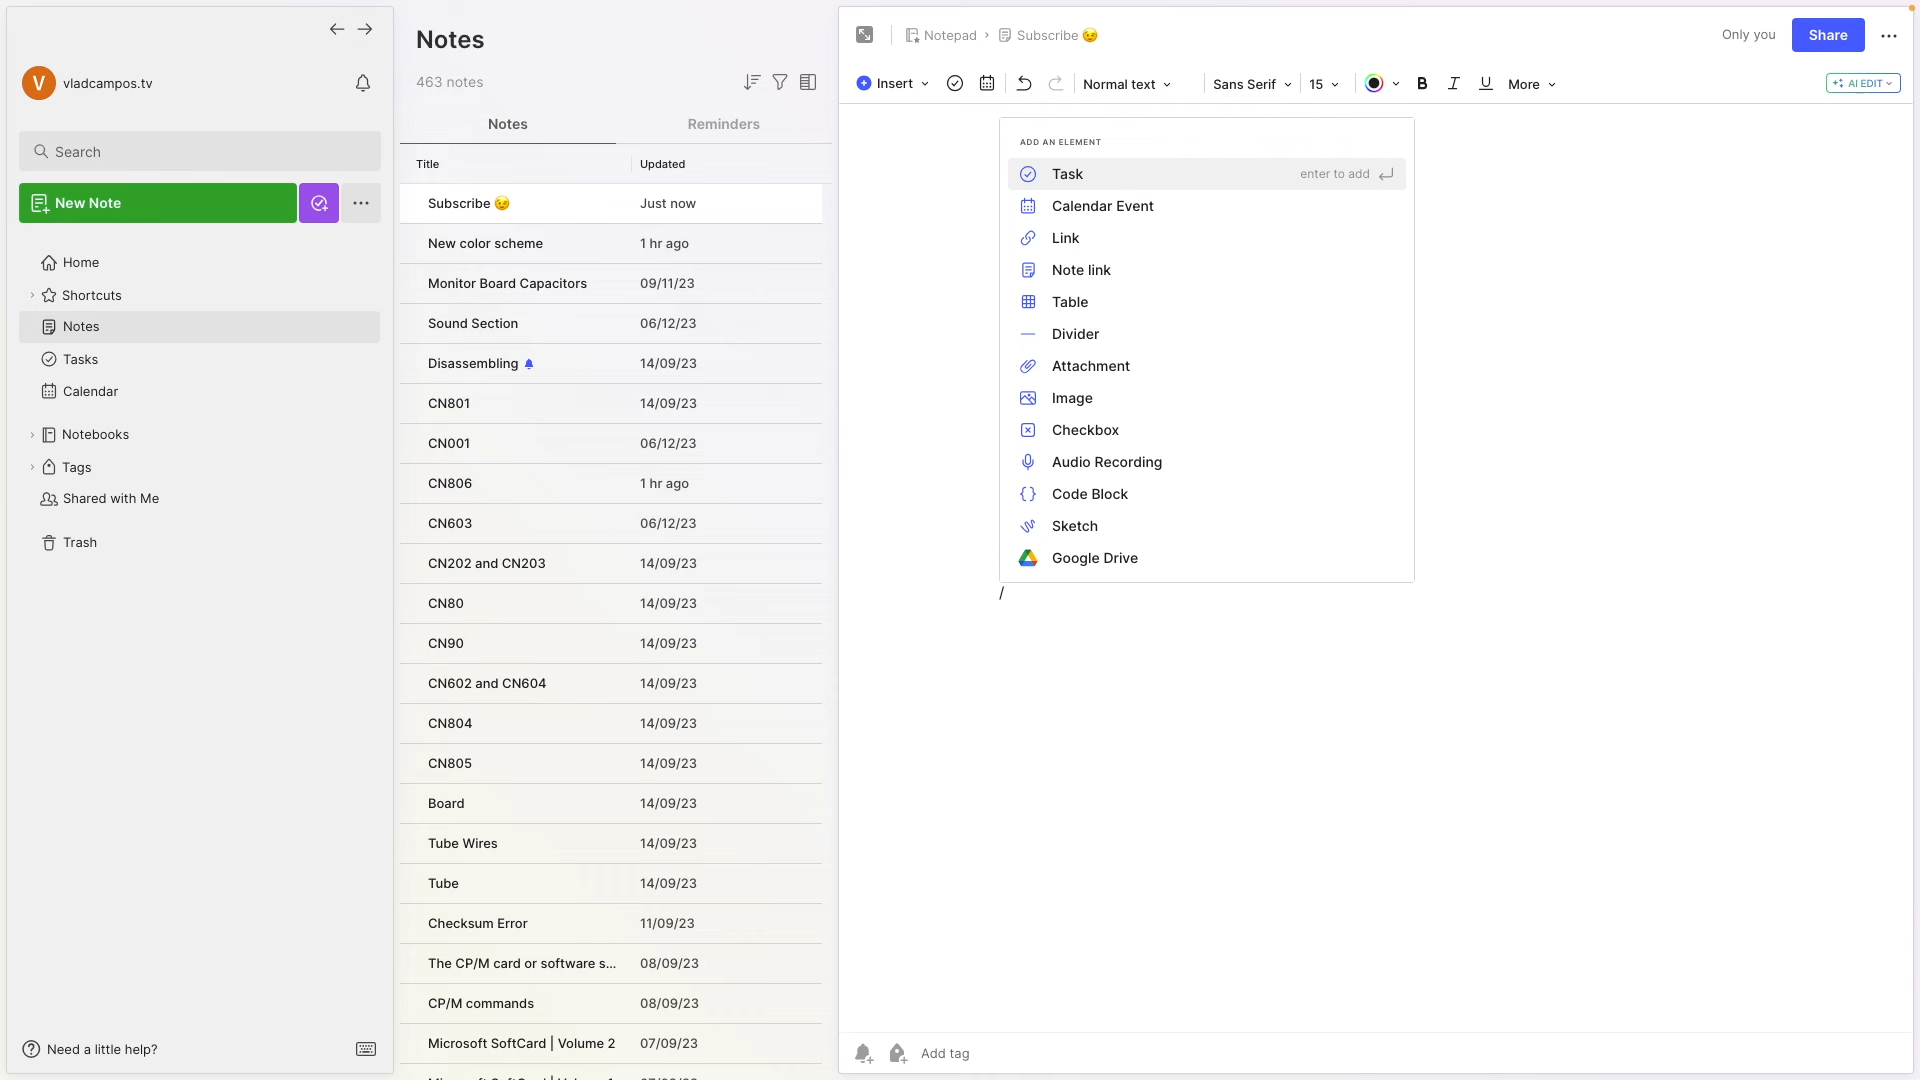 V vladcampos.tv
Search
New Note
Home
Shortcuts
Notes
Tasks
Calendar
Notebooks
Tags
Shared with Me
Trash
Need a little help?
Notes
463 notes
Notes Reminders
Title Updated
Subscribe 😉 Just now
New color scheme 1 hr ago
Monitor Board Capacitors 09/11/23
Sound Section 06/12/23
Disassembling 14/09/23
CN801 14/09/23
CN001 06/12/23
CN806 1 hr ago
CN603 06/12/23
CN202 and CN203 14/09/23
CN80 14/09/23
CN90 14/09/23
CN602 and CN604 14/09/23
CN804 14/09/23
CN805 14/09/23
Board 14/09/23
Tube Wires 14/09/23
Tube 14/09/23
Checksum Error 11/09/23
The CP/M card or software s... 08/09/23
CP/M commands 08/09/23
Microsoft SoftCard | Volume 2 07/09/23
Notepad › Subscribe 😉 Only you Share
Insert Normal text Sans Serif 15 B I U More AI EDIT
ADD AN ELEMENT
Task enter to add
Calendar Event
Link
Note link
Table
Divider
Attachment
Image
Checkbox
Audio Recording
Code Block
Sketch
Google Drive
/
Add tag